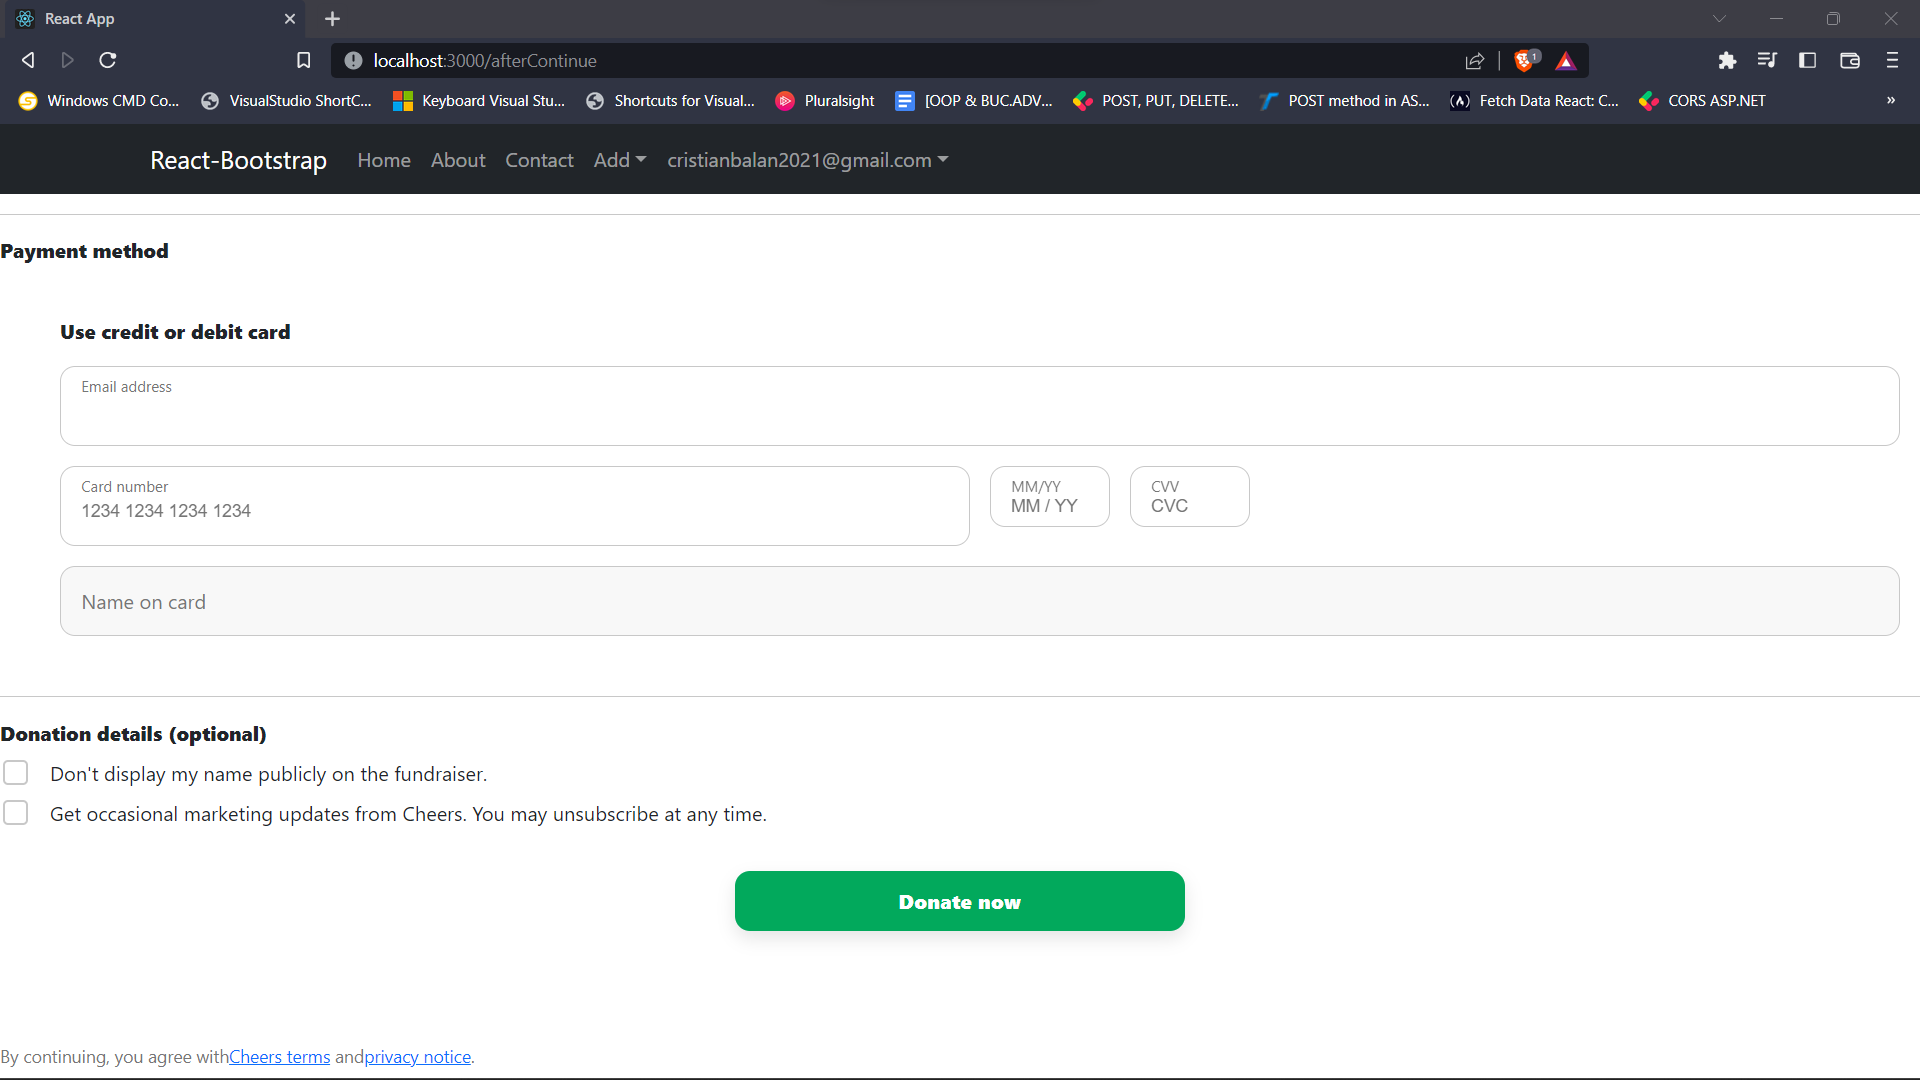 React App
localhost:3000/afterContinue
1
Windows CMD Co... VisualStudio ShortC... Keyboard Visual Stu... Shortcuts for Visual... Pluralsight [OOP & BUC.ADV... POST, PUT, DELETE... POST method in AS... Fetch Data React: C... CORS ASP.NET »
React-Bootstrap Home About Contact Add cristianbalan2021@gmail.com
Payment method
Use credit or debit card
Email address
Card number MM/YY CVV
1234 1234 1234 1234 MM / YY CVC
Name on card
Donation details (optional)
Don't display my name publicly on the fundraiser.
Get occasional marketing updates from Cheers. You may unsubscribe at any time.
Donate now
By continuing, you agree withCheers terms andprivacy notice.